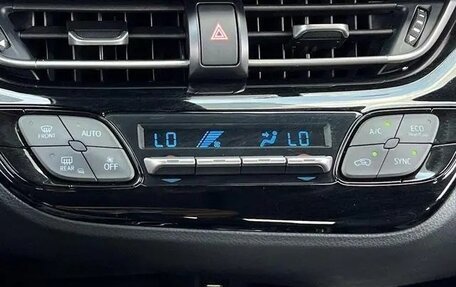 FRONT AUTO LO LO A/C ECO
REAR OFF SYNC